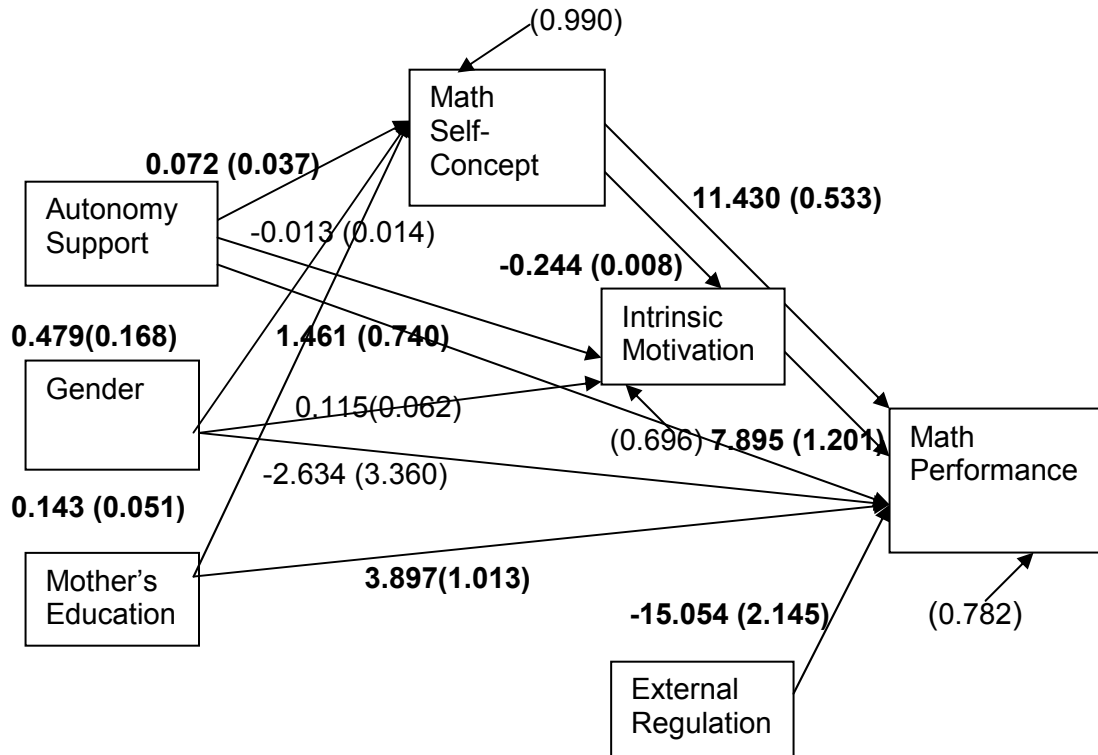 (0.990)
Math
Self-
Concept
0.072 (0.037)
Autonomy
Support
11.430 (0.533)
-0.013 (0.014)
-0.244 (0.008)
Intrinsic
Motivation
0.479(0.168)
1.461 (0.740)
Gender
0.115(0.062)
(0.696)
7.895 (1.201)
Math
Performance
-2.634 (3.360)
0.143 (0.051)
Mother's
Education
3.897(1.013)
-15.054 (2.145)
(0.782)
External
Regulation